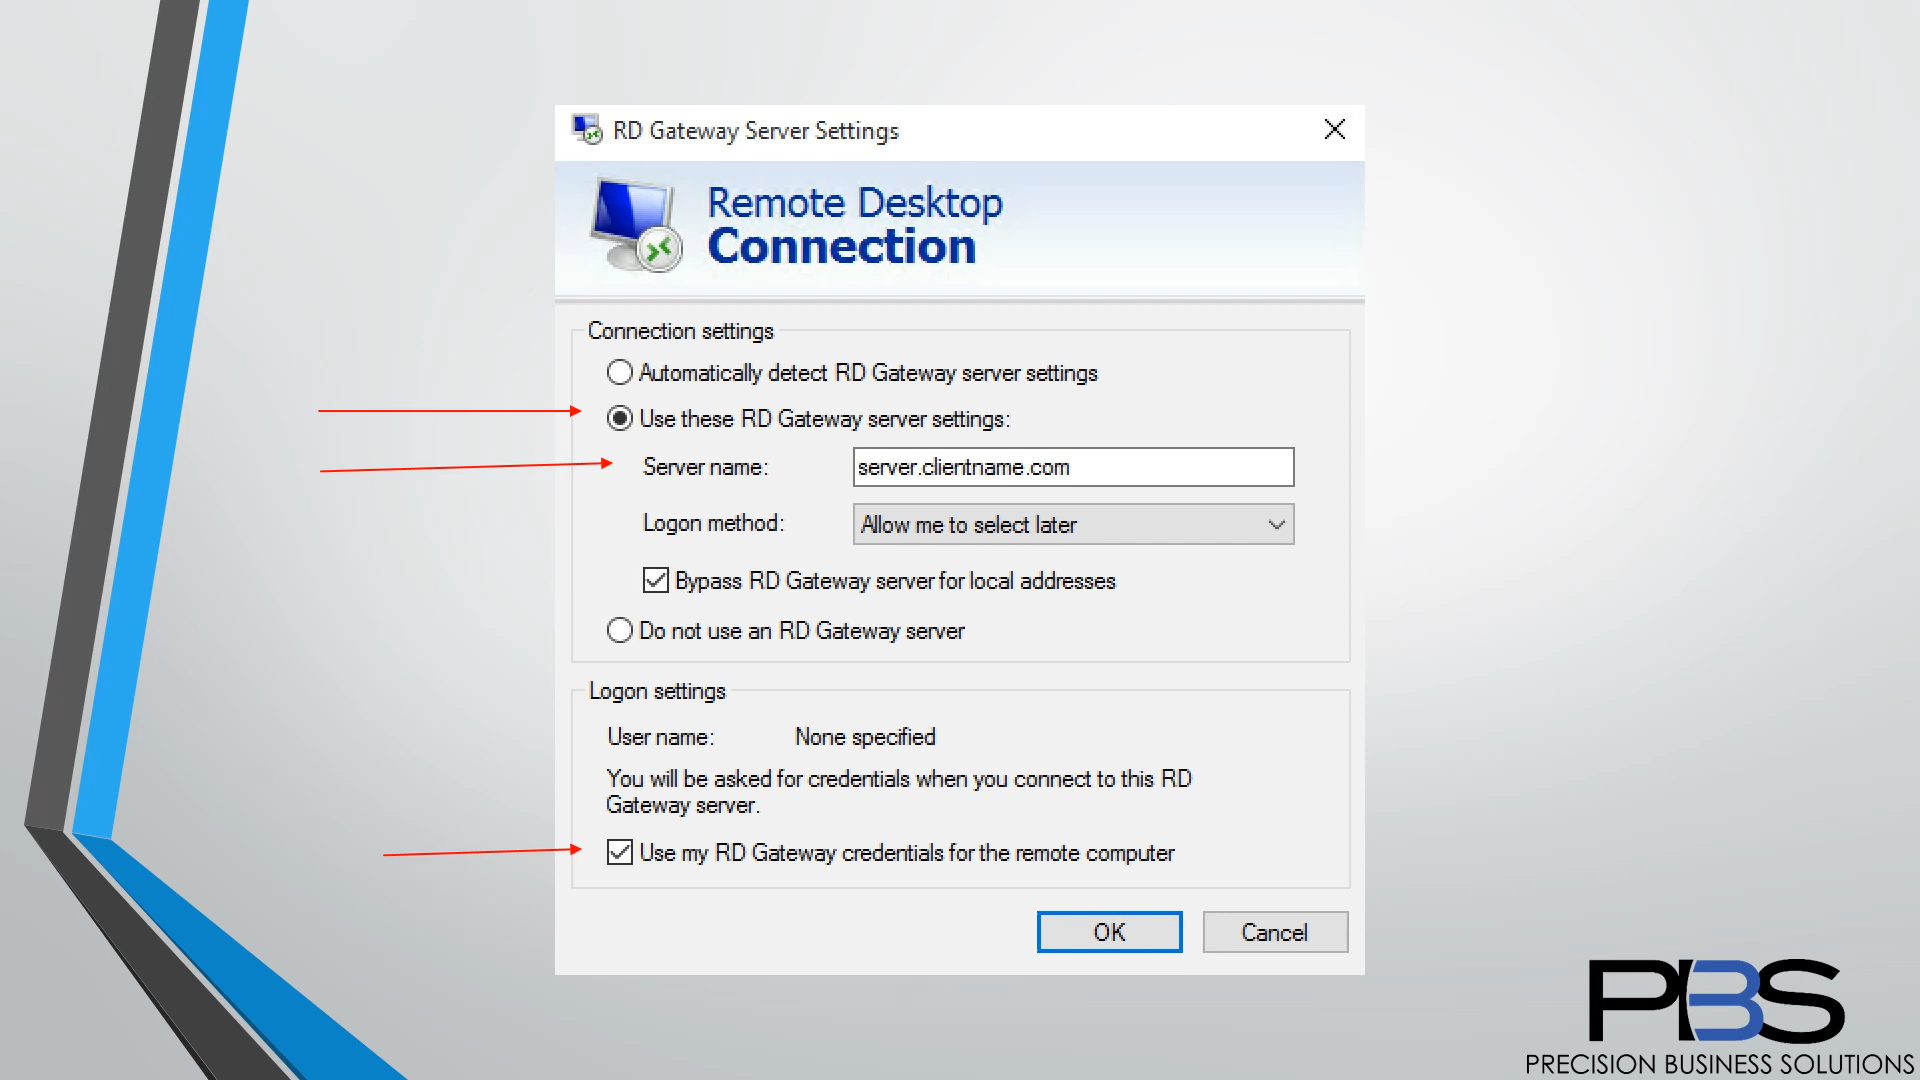 RD Gateway Server Settings
Remote Desktop
Connection
Connection settings
Automatically detect RD Gateway server settings
Use these RD Gateway server settings:
Server name: server.clientname.com
Logon method: Allow me to select later
Bypass RD Gateway server for local addresses
Do not use an RD Gateway server
Logon settings
User name: None specified
You will be asked for credentials when you connect to this RD
Gateway server.
Use my RD Gateway credentials for the remote computer
OK Cancel
PBS
PRECISION BUSINESS SOLUTIONS